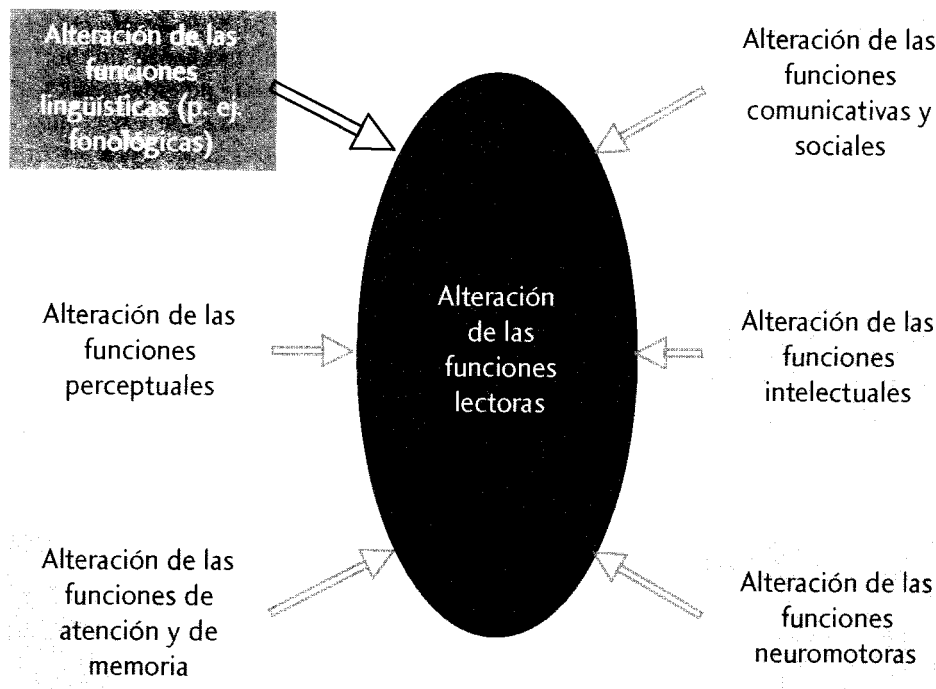 Alteración de las
funciones
lingüísticas (p. ej.
fonológicas)
Alteración de las
funciones
comunicativas y
sociales
Alteración de las
funciones
perceptuales
Alteración
de las
funciones
lectoras
Alteración de las
funciones
intelectuales
Alteración de las
funciones de
atención y de
memoria
Alteración de las
funciones
neuromotoras